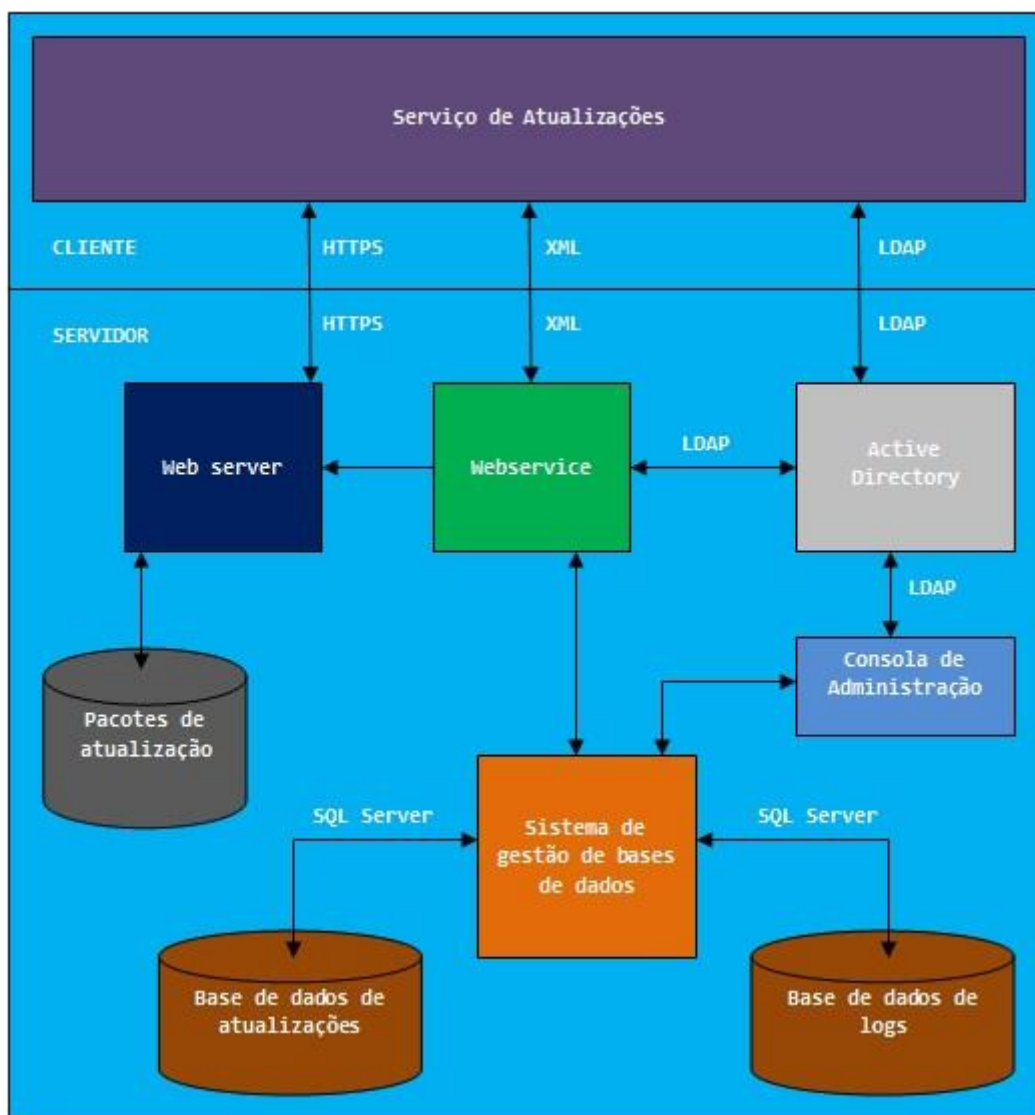 Serviço de Atualizações
CLIENTE
HTTPS
XML
LDAP
SERVIDOR
HTTPS
XML
LDAP
Web server
Webservice
LDAP
Active
Directory
LDAP
Consola de
Administração
Pacotes de
atualização
SQL Server
Sistema de
gestão de bases
de dados
SQL Server
Base de dados de
atualizações
Base de dados de
logs